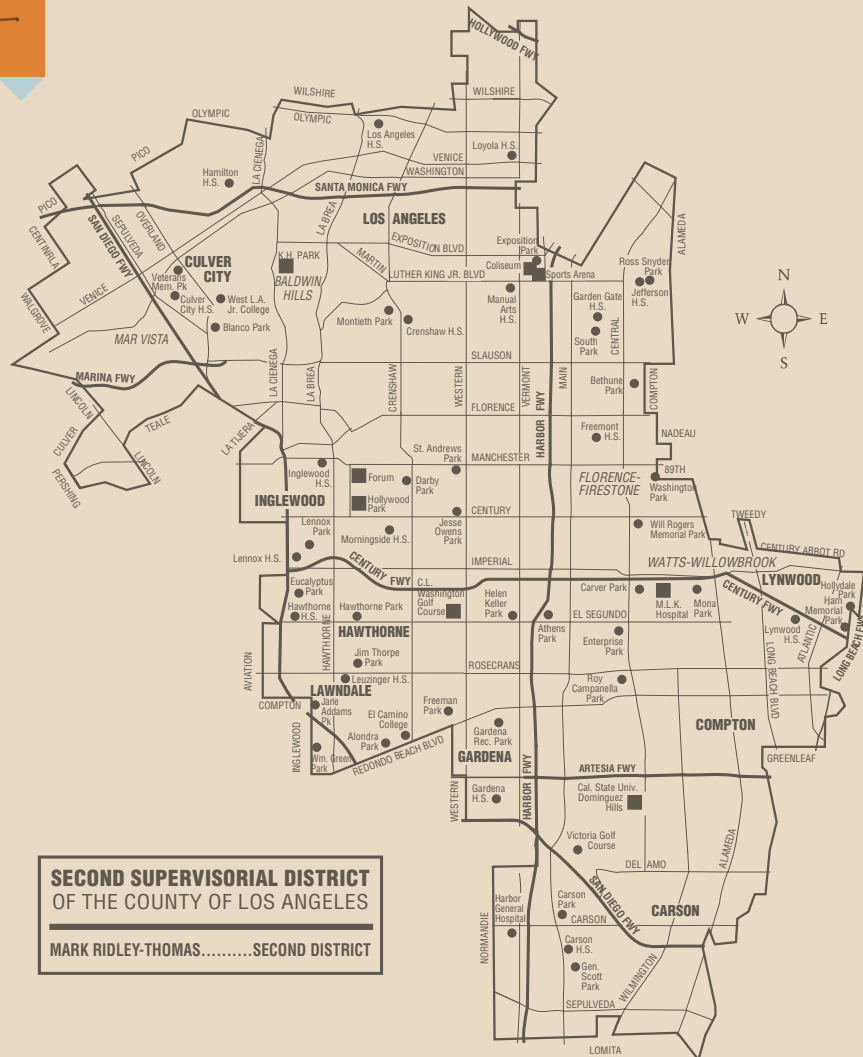 HOLLYWOOD FWY
WILSHIRE
WILSHIRE
OLYMPIC
OLYMPIC
Los Angeles
H.S.
Loyola H.S.
PICO
LA CIENEGA
VENICE
WASHINGTON
Hamilton
H.S.
SANTA MONICA FWY
PICO
CENTINRLA
SAN DIEGO FWY
SEPULVEDA
OVERLAND
LA BREA
LOS ANGELES
ALAMEDA
EXPOSITION BLVD
Exposition
Park
MARTIN
LUTHER KING JR. BLVD
Coliseum
Sports Arena
Ross Snyder
Park
Jefferson
H.S.
CULVER
CITY
K.H. PARK
BALDWIN
HILLS
Veterans
Mem. Pk
Culver
City H.S.
West L.A.
Jr. College
Blanco Park
VENICE
WALGROVE
MAR VISTA
Montieth Park
Crenshaw H.S.
Manual
Arts
H.S.
Garden Gate
H.S.
South
Park
CENTRAL
N
W
E
S
SLAUSON
MARINA FWY
LA CIENEGA
LA BREA
CRENSHAW
WESTERN
VERMONT
HARBOR FWY
MAIN
Bethune
Park
COMPTON
LINCOLN
CULVER
TEALE
LINCOLN
PERSHING
LA TIJERA
FLORENCE
Freemont
H.S.
NADEAU
St. Andrews
Park
MANCHESTER
Inglewood
H.S.
Forum
Darby
Park
FLORENCE-
FIRESTONE
89TH
Washington
Park
INGLEWOOD
Hollywood
Park
CENTURY
Lennox
Park
Morningside H.S.
Jesse
Owens
Park
Will Rogers
Memorial Park
TWEEDY
CENTURY ABBOT RD
Lennox H.S.
CENTURY FWY
IMPERIAL
WATTS-WILLOWBROOK
LYNWOOD
Eucalyptus
Park
C.L.
Washington
Golf
Course
Helen
Keller
Park
Carver Park
M.L.K.
Hospital
Mona
Park
CENTURY FWY
Hollydale
Park
Ham
Memorial
Park
Hawthorne
H.S.
Hawthorne Park
Athens
Park
EL SEGUNDO
Lynwood
H.S.
ATLANTIC
LONG BEACH FWY
HAWTHORNE
HAWTHORNE
Enterprise
Park
AVIATION
Jim Thorpe
Park
ROSECRANS
LONG BEACH BLVD
Leuzinger H.S.
Roy
Campanella
Park
LAWNDALE
COMPTON
Jane
Addams
Pk
El Camino
College
Freeman
Park
Gardena
Rec. Park
COMPTON
INGLEWOOD
Alondra
Park
Wm. Green
Park
REDONDO BEACH BLVD
GARDENA
GREENLEAF
ARTESIA FWY
WESTERN
Gardena
H.S.
HARBOR FWY
Cal. State Univ.
Dominguez
Hills
Victoria Golf
Course
ALAMEDA
DEL AMO
SAN DIEGO FWY
Harbor
General
Hospital
NORMANDIE
Carson
Park
CARSON
CARSON
Carson
H.S.
Gen.
Scott
Park
WILMINGTON
SEPULVEDA
LOMITA
SECOND SUPERVISORIAL DISTRICT
OF THE COUNTY OF LOS ANGELES
MARK RIDLEY-THOMAS..........SECOND DISTRICT